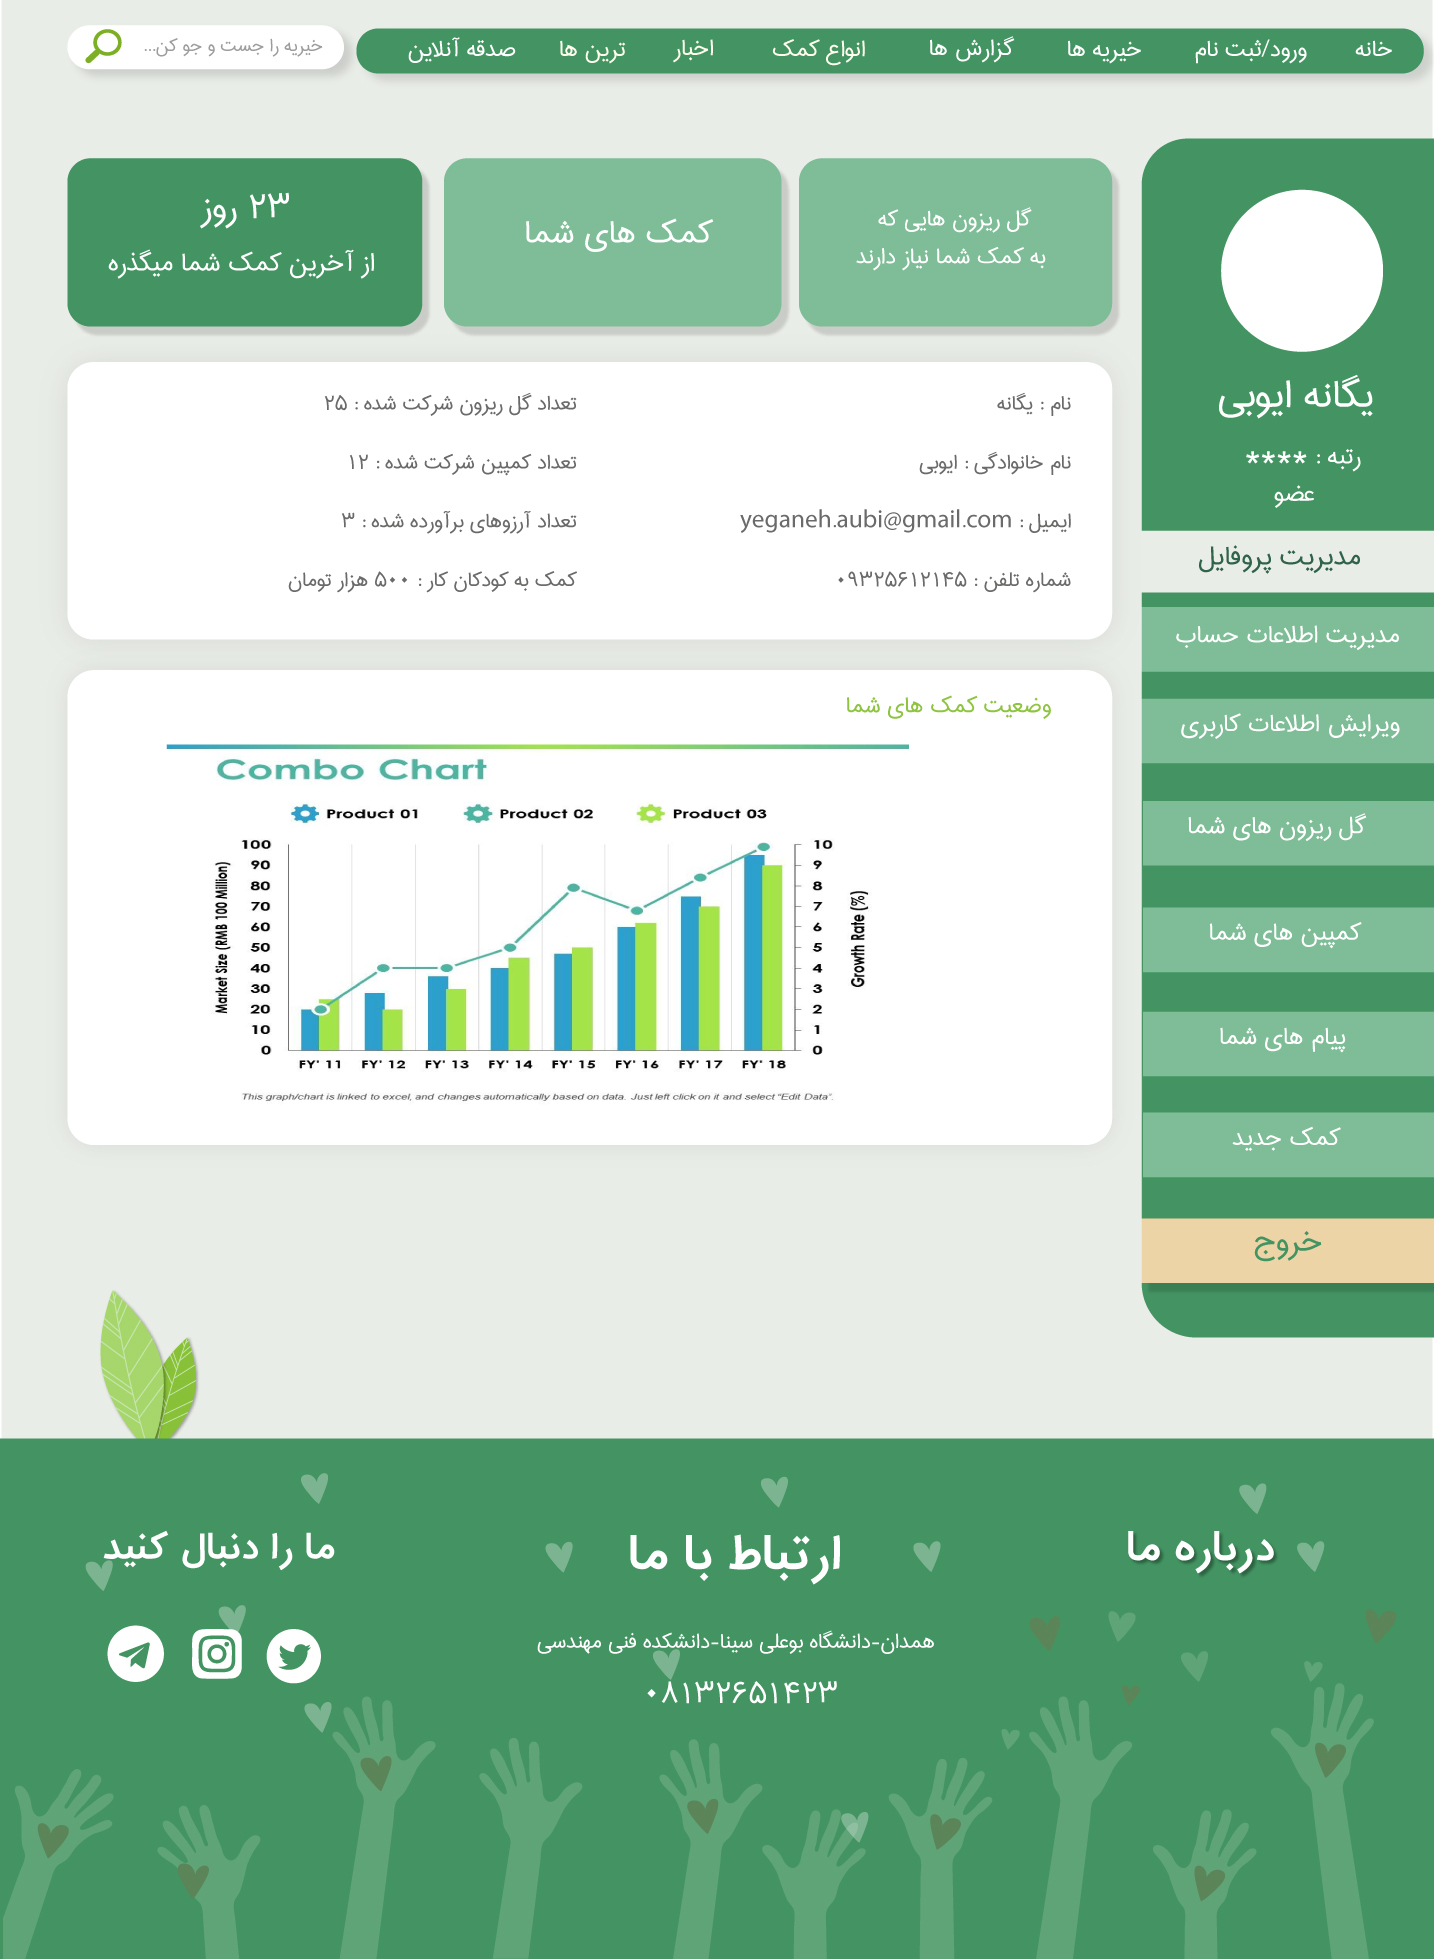 خانه
ورود/ثبت نام
خیریه ها
گزارش ها
انواع کمک
اخبار
ترین ها
صدقه آنلاین
خیریه را جست و جو کن...
یگانه ایوبی
رتبه : ****
عضو
مدیریت پروفایل
مدیریت اطلاعات حساب
ویرایش اطلاعات کاربری
گل ریزون های شما
کمپین های شما
پیام های شما
کمک جدید
خروج
گل ریزون هایی که
به کمک شما نیاز دارند
کمک های شما
۲۳ روز
از آخرین کمک شما میگذره
نام : یگانه
نام خانوادگی : ایوبی
ایمیل : yeganeh.aubi@gmail.com
شماره تلفن : ۰۹۳۲۵۶۱۲۱۴۵
تعداد گل ریزون شرکت شده : ۲۵
تعداد کمپین شرکت شده : ۱۲
تعداد آرزوهای برآورده شده : ۳
کمک به کودکان کار : ۵۰۰ هزار تومان
وضعیت کمک های شما
Combo Chart
Product 01
Product 02
Product 03
Market Size (RMB 100 Million)
100
90
80
70
60
50
40
30
20
10
0
10
9
8
7
6
5
4
3
2
1
0
Growth Rate (%)
FY' 11
FY' 12
FY' 13
FY' 14
FY' 15
FY' 16
FY' 17
FY' 18
This graph/chart is linked to excel, and changes automatically based on data. Just left click on it and select "Edit Data".
درباره ما
ارتباط با ما
همدان-دانشگاه بوعلی سینا-دانشکده فنی مهندسی
۰۸۱۳۲۶۵۱۴۲۳
ما را دنبال کنید